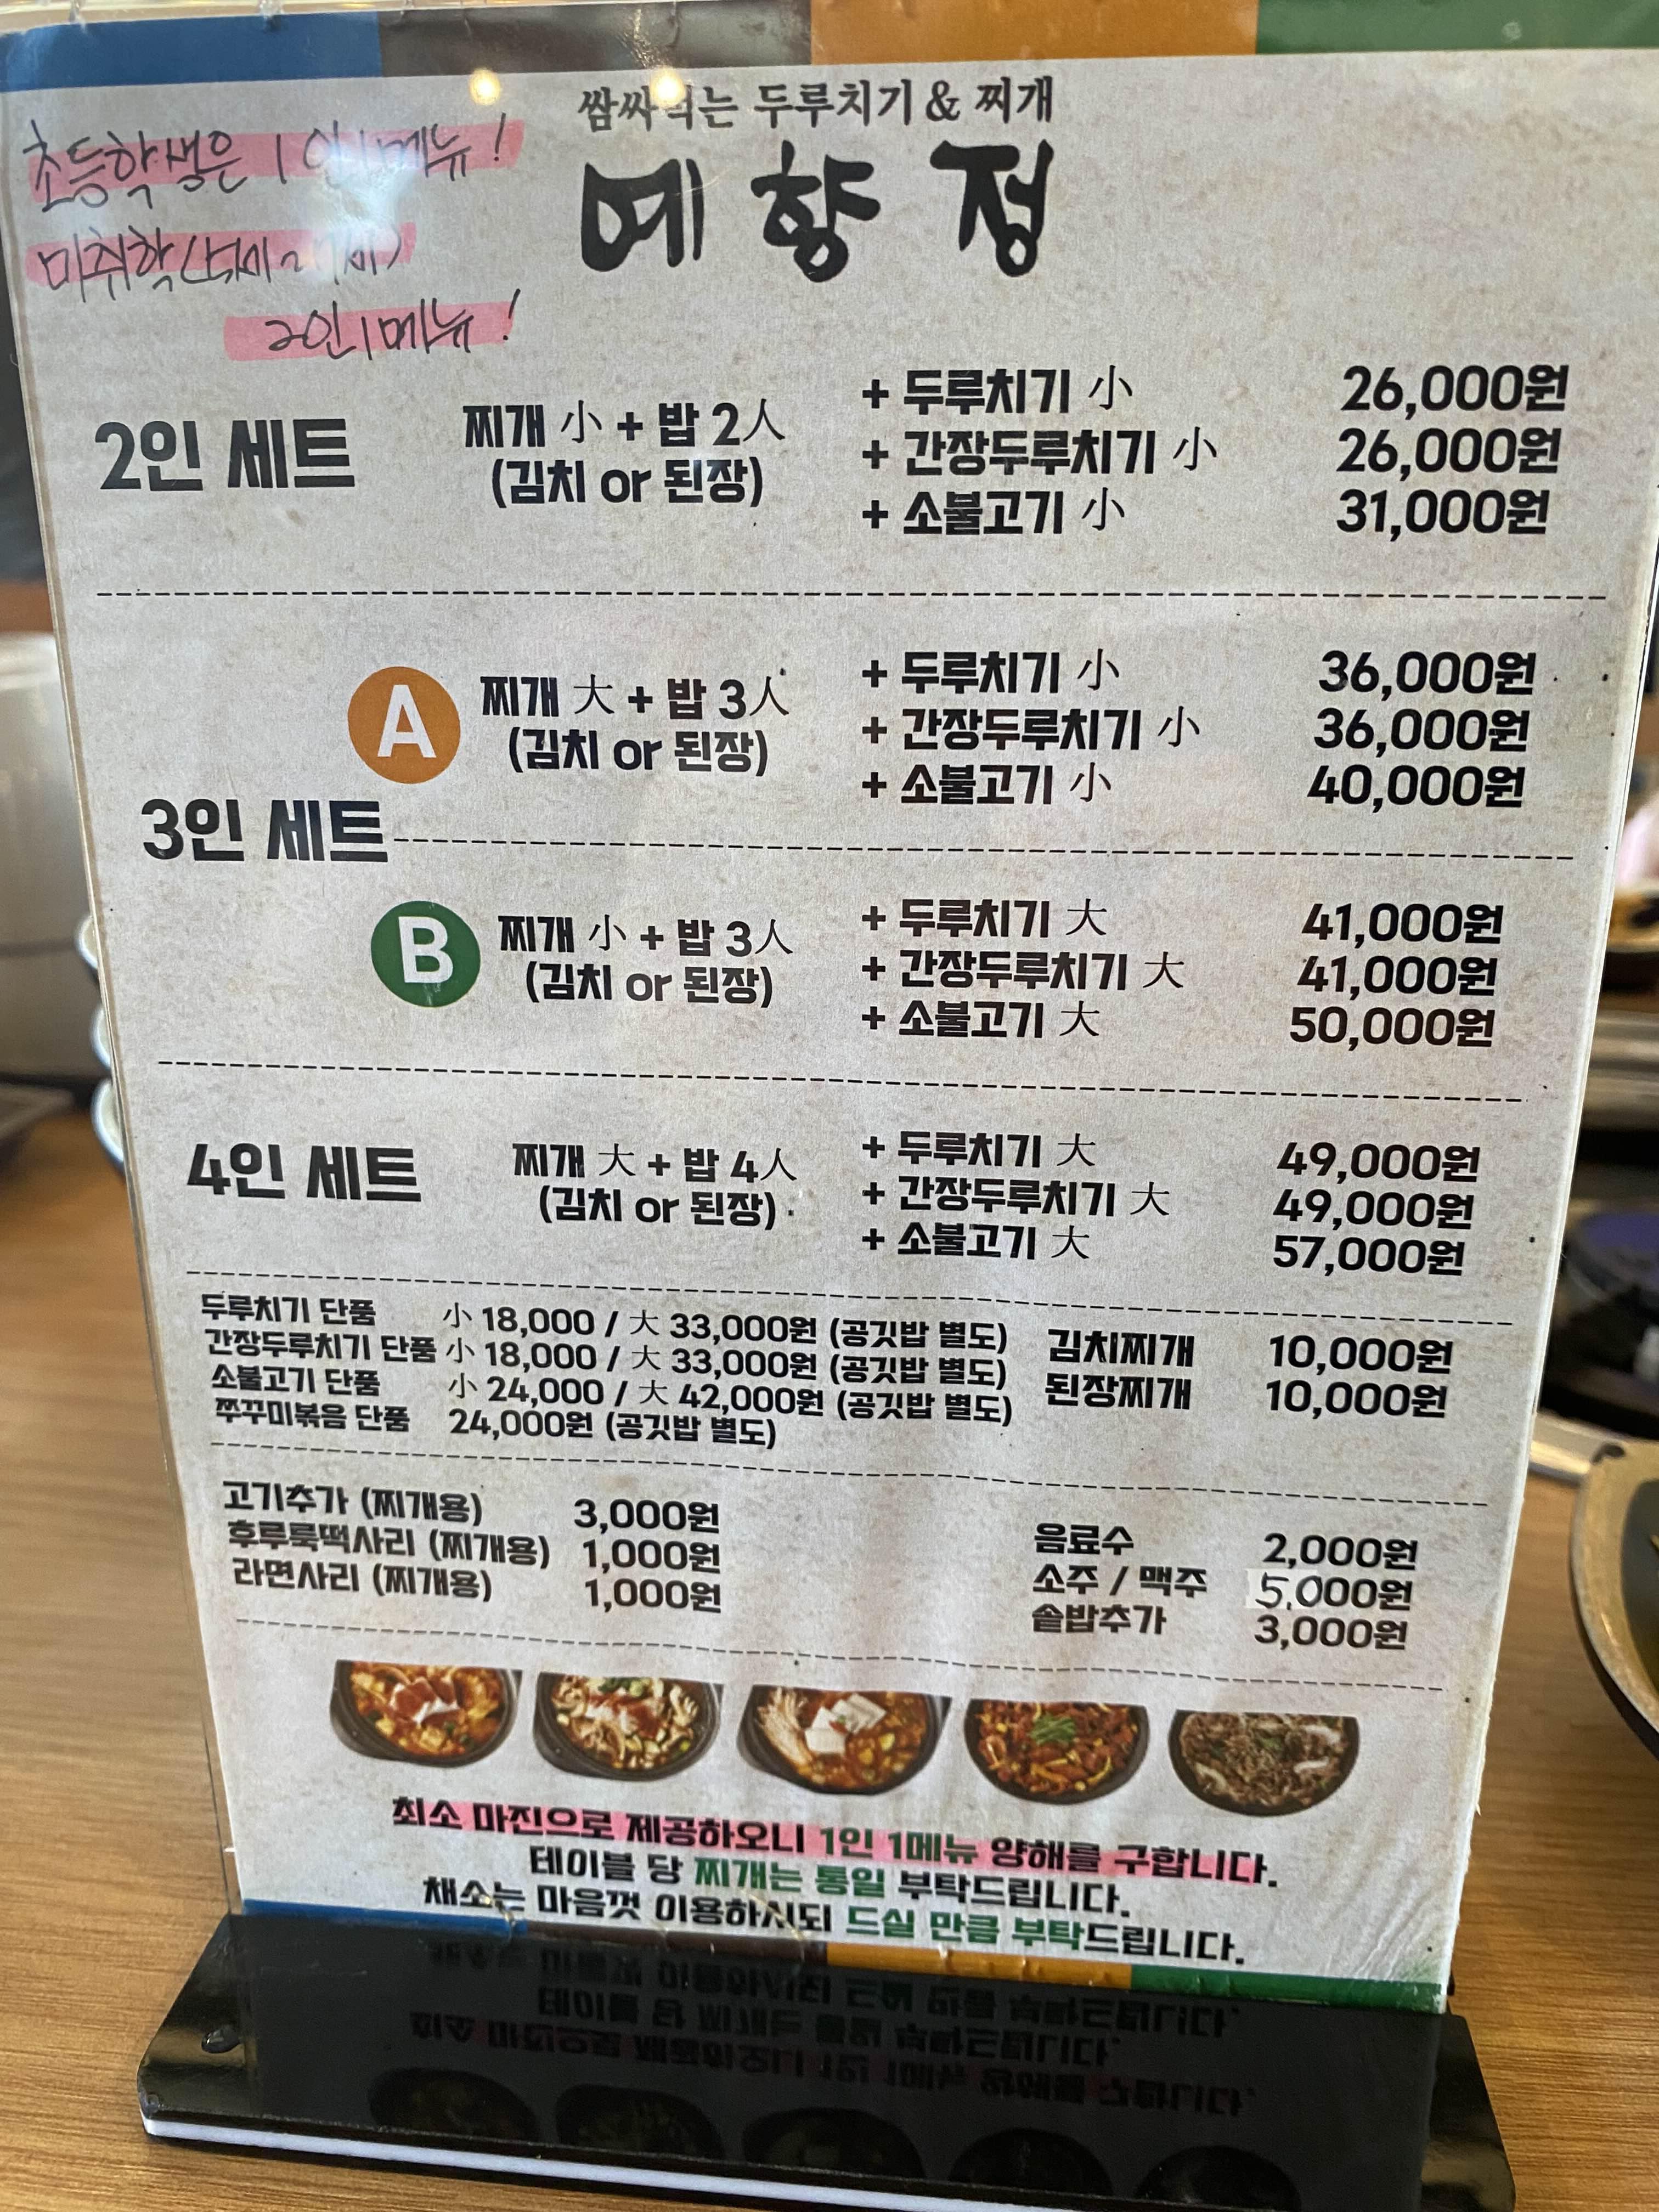 쌈싸먹는 두루치기 & 찌개
예향정
초등학생은 1인1메뉴!
미취학(5세~7세)
2인1메뉴!
2인 세트
찌개 小 + 밥 2人
(김치 or 된장)
+ 두루치기 小 26,000원
+ 간장두루치기 小 26,000원
+ 소불고기 小 31,000원
3인 세트
A
찌개 大 + 밥 3人
(김치 or 된장)
+ 두루치기 小 36,000원
+ 간장두루치기 小 36,000원
+ 소불고기 小 40,000원
B
찌개 小 + 밥 3人
(김치 or 된장)
+ 두루치기 大 41,000원
+ 간장두루치기 大 41,000원
+ 소불고기 大 50,000원
4인 세트
찌개 大 + 밥 4人
(김치 or 된장)
+ 두루치기 大 49,000원
+ 간장두루치기 大 49,000원
+ 소불고기 大 57,000원
두루치기 단품 小 18,000 / 大 33,000원 (공깃밥 별도)
간장두루치기 단품 小 18,000 / 大 33,000원 (공깃밥 별도)
소불고기 단품 小 24,000 / 大 42,000원 (공깃밥 별도)
쭈꾸미볶음 단품 24,000원 (공깃밥 별도)
김치찌개 10,000원
된장찌개 10,000원
고기추가 (찌개용) 3,000원
후루룩떡사리 (찌개용) 1,000원
라면사리 (찌개용) 1,000원
음료수 2,000원
소주 / 맥주 5,000원
솥밥추가 3,000원
최소 마진으로 제공하오니 1인 1메뉴 양해를 구합니다.
테이블 당 찌개는 통일 부탁드립니다.
채소는 마음껏 이용하시되 드실 만큼 부탁드립니다.